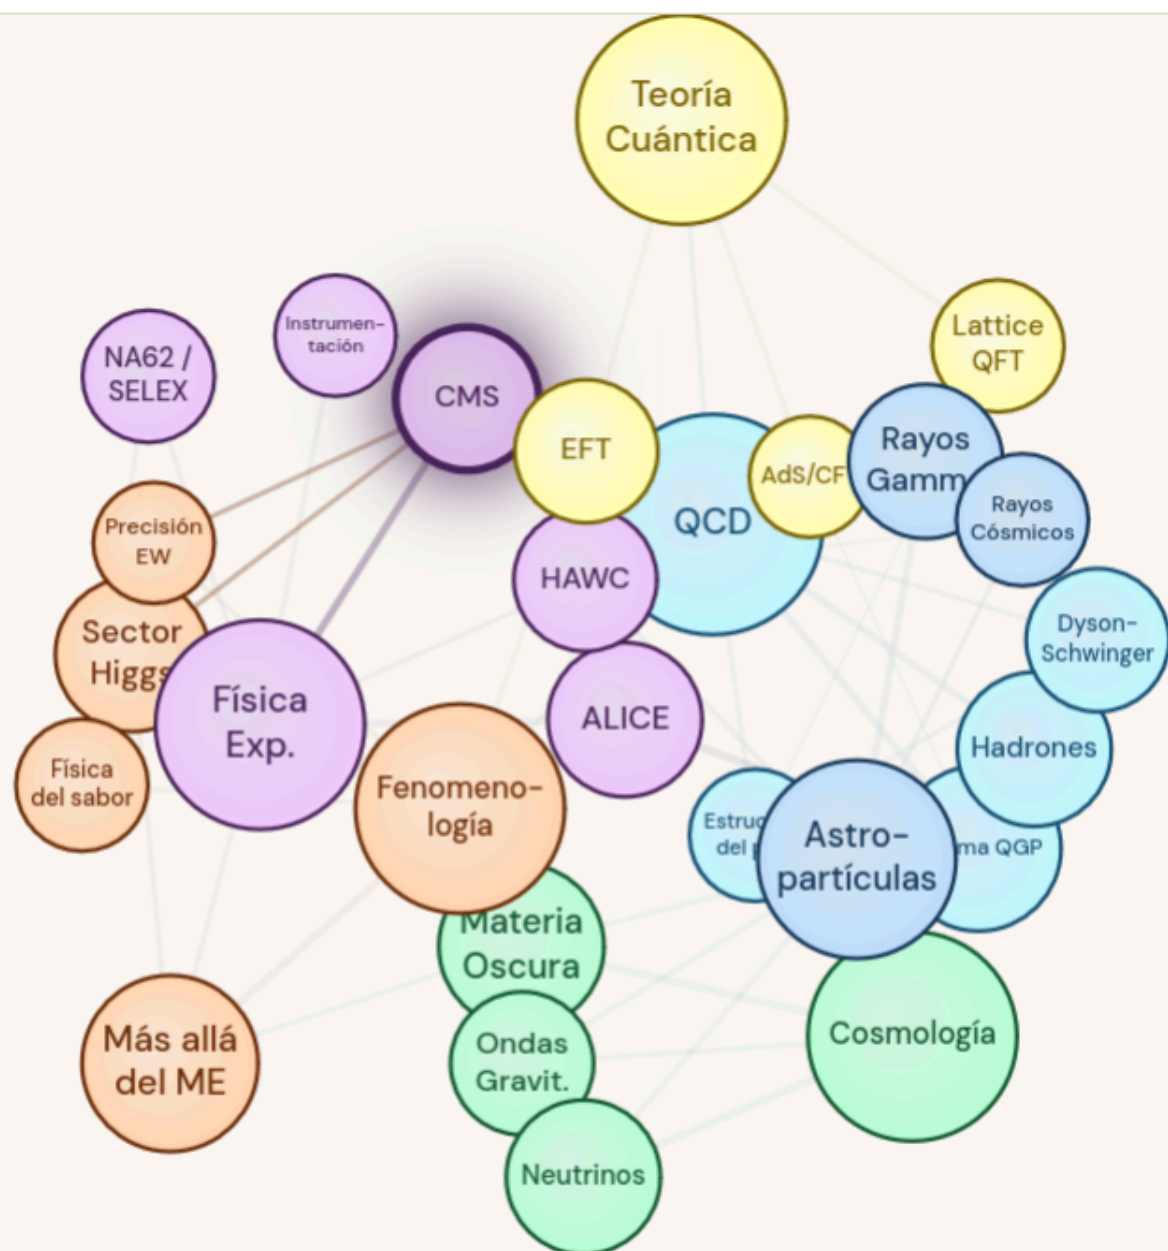 Teoría
Cuántica
Instrumen-
tación
NA62 /
SELEX
CMS
Lattice
QFT
EFT
AdS/CF
Rayos
Gamm
QCD
Rayos
Cósmicos
Precisión
EW
HAWC
Sector
Higgs
Dyson-
Schwinger
Física
Exp.
ALICE
Hadrones
Física
del sabor
Fenomeno-
logía
Estruc
del
Astro-
partículas
ma QGP
Materia
Oscura
Más allá
del ME
Ondas
Gravit.
Cosmología
Neutrinos